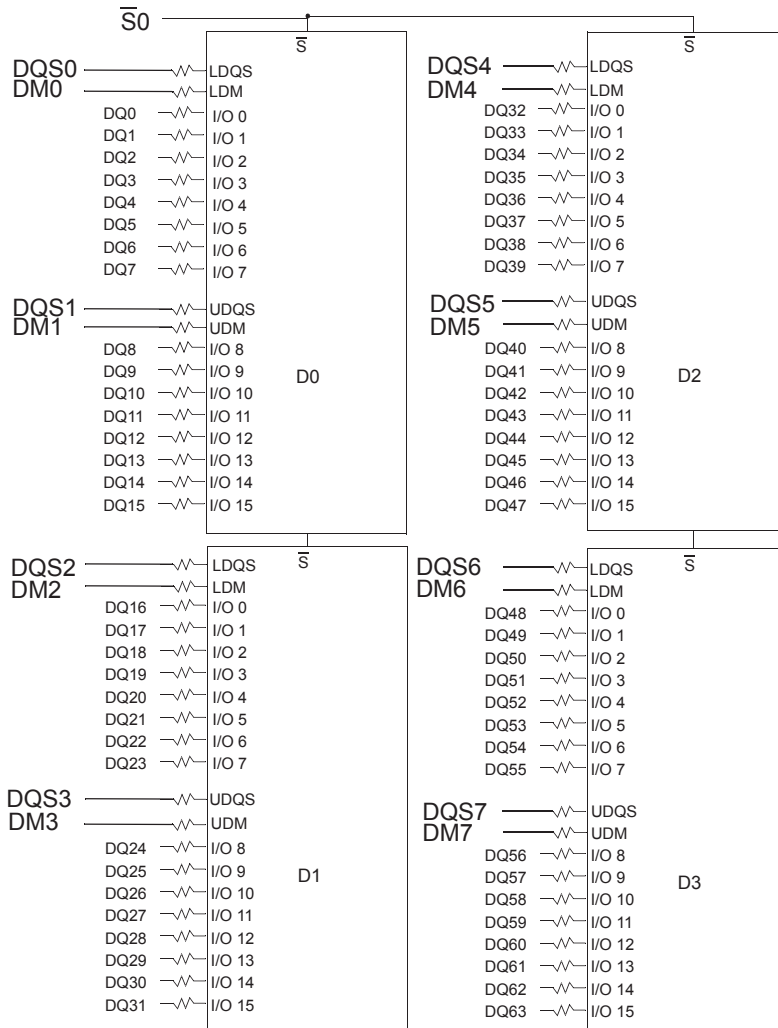 S̅0
S̅
DQS0 LDQS
DM0 LDM
DQ0 I/O 0
DQ1 I/O 1
DQ2 I/O 2
DQ3 I/O 3
DQ4 I/O 4
DQ5 I/O 5
DQ6 I/O 6
DQ7 I/O 7
DQS1 UDQS
DM1 UDM
DQ8 I/O 8
DQ9 I/O 9
DQ10 I/O 10
DQ11 I/O 11
DQ12 I/O 12
DQ13 I/O 13
DQ14 I/O 14
DQ15 I/O 15
D0
S̅
DQS4 LDQS
DM4 LDM
DQ32 I/O 0
DQ33 I/O 1
DQ34 I/O 2
DQ35 I/O 3
DQ36 I/O 4
DQ37 I/O 5
DQ38 I/O 6
DQ39 I/O 7
DQS5 UDQS
DM5 UDM
DQ40 I/O 8
DQ41 I/O 9
DQ42 I/O 10
DQ43 I/O 11
DQ44 I/O 12
DQ45 I/O 13
DQ46 I/O 14
DQ47 I/O 15
D2
S̅
DQS2 LDQS
DM2 LDM
DQ16 I/O 0
DQ17 I/O 1
DQ18 I/O 2
DQ19 I/O 3
DQ20 I/O 4
DQ21 I/O 5
DQ22 I/O 6
DQ23 I/O 7
DQS3 UDQS
DM3 UDM
DQ24 I/O 8
DQ25 I/O 9
DQ26 I/O 10
DQ27 I/O 11
DQ28 I/O 12
DQ29 I/O 13
DQ30 I/O 14
DQ31 I/O 15
D1
S̅
DQS6 LDQS
DM6 LDM
DQ48 I/O 0
DQ49 I/O 1
DQ50 I/O 2
DQ51 I/O 3
DQ52 I/O 4
DQ53 I/O 5
DQ54 I/O 6
DQ55 I/O 7
DQS7 UDQS
DM7 UDM
DQ56 I/O 8
DQ57 I/O 9
DQ58 I/O 10
DQ59 I/O 11
DQ60 I/O 12
DQ61 I/O 13
DQ62 I/O 14
DQ63 I/O 15
D3